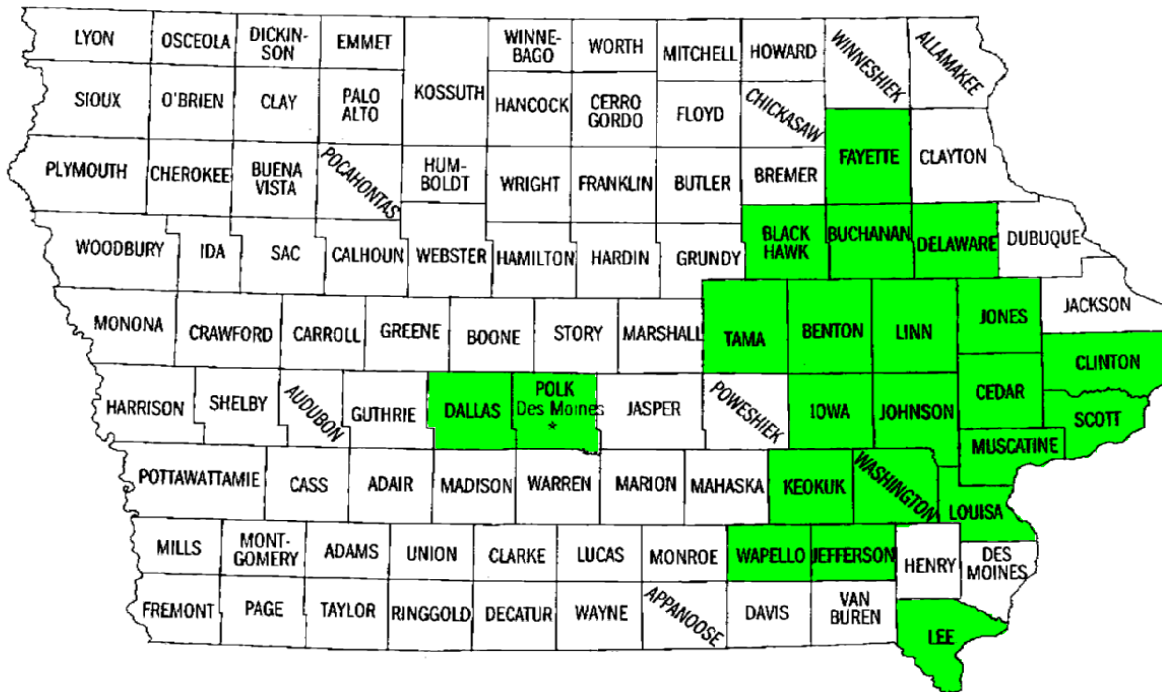 LYON
OSCEOLA
DICKIN-
SON
EMMET
KOSSUTH
WINNE-
BAGO
WORTH
MITCHELL
HOWARD
WINNESHIEK
ALLAMAKEE
SIOUX
O'BRIEN
CLAY
PALO
ALTO
HANCOCK
CERRO
GORDO
FLOYD
CHICKASAW
FAYETTE
CLAYTON
PLYMOUTH
CHEROKEE
BUENA
VISTA
POCAHONTAS
HUM-
BOLDT
WRIGHT
FRANKLIN
BUTLER
BREMER
WOODBURY
IDA
SAC
CALHOUN
WEBSTER
HAMILTON
HARDIN
GRUNDY
BLACK
HAWK
BUCHANAN
DELAWARE
DUBUQUE
MONONA
CRAWFORD
CARROLL
GREENE
BOONE
STORY
MARSHALL
TAMA
BENTON
LINN
JONES
JACKSON
CLINTON
HARRISON
SHELBY
AUDUBON
GUTHRIE
DALLAS
POLK
Des Moines
*
JASPER
POWESHIEK
IOWA
JOHNSON
CEDAR
SCOTT
MUSCATINE
POTTAWATTAMIE
CASS
ADAIR
MADISON
WARREN
MARION
MAHASKA
KEOKUK
WASHINGTON
LOUISA
MILLS
MONT-
GOMERY
ADAMS
UNION
CLARKE
LUCAS
MONROE
WAPELLO
JEFFERSON
HENRY
DES
MOINES
FREMONT
PAGE
TAYLOR
RINGGOLD
DECATUR
WAYNE
APPANOOSE
DAVIS
VAN
BUREN
LEE